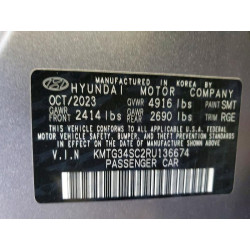 MANUFACTURED IN KOREA BY
HYUNDAI MOTOR COMPANY
OCT/2023 GVWR 4916 lbs PAINT SMT
GAWR FRONT 2414 lbs GAWR REAR 2690 lbs TRIM RGE
THIS VEHICLE CONFORMS TO ALL APPLICABLE U.S.
FEDERAL MOTOR VEHICLE SAFETY,
BUMPER, AND THEFT PREVENTION STANDARDS
IN EFFECT ON THE DATE OF MANUFACTURE SHOWN ABOVE.
V.I.N KMTG34SC2RU136674
PASSENGER CAR